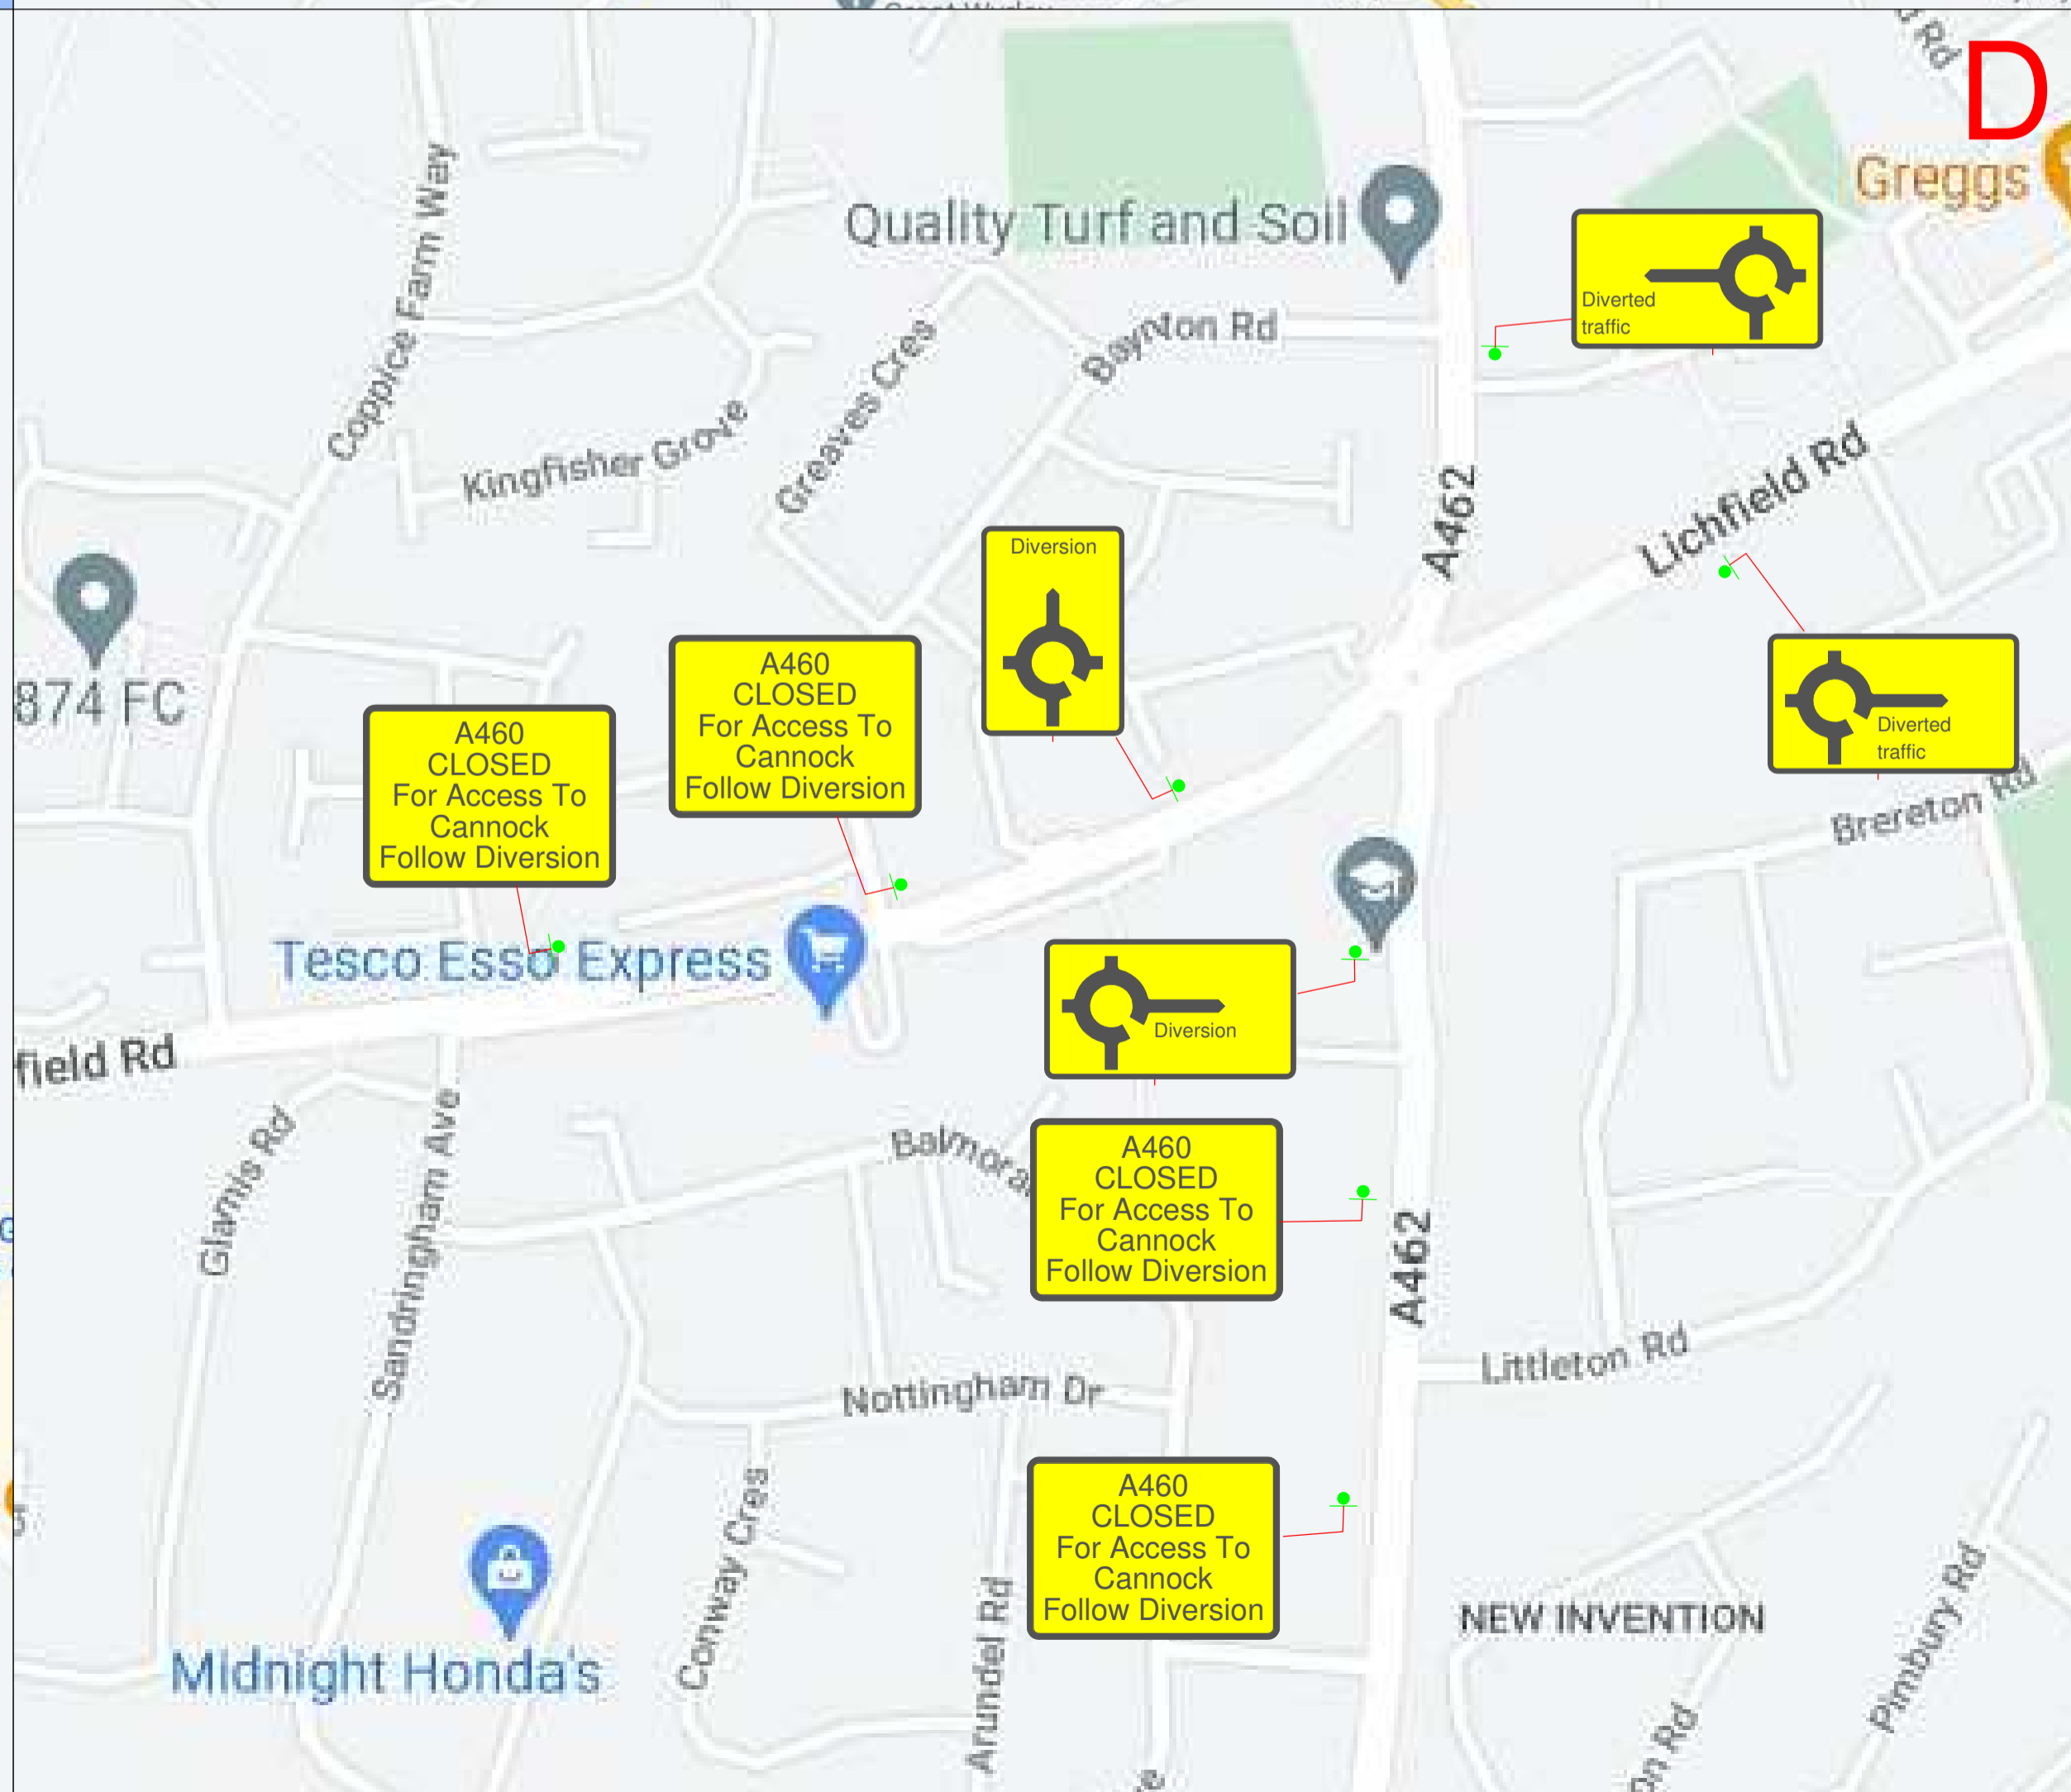 D
Greggs
Quality Turf and Soil
Diverted
traffic
Coppice Farm Way
Baynton Rd
Greaves Cres
Kingfisher Grove
A462
Lichfield Rd
Diversion
A460
CLOSED
For Access To
Cannock
Follow Diversion
874 FC
A460
CLOSED
For Access To
Cannock
Follow Diversion
Diverted
traffic
Brereton Rd
Tesco Esso Express
Diversion
field Rd
Glamis Rd
Sandringham Ave
Balmora
A460
CLOSED
For Access To
Cannock
Follow Diversion
A462
Littleton Rd
Nottingham Dr
Conway Cres
Arundel Rd
A460
CLOSED
For Access To
Cannock
Follow Diversion
NEW INVENTION
Pimbury Rd
Midnight Honda's
on Rd